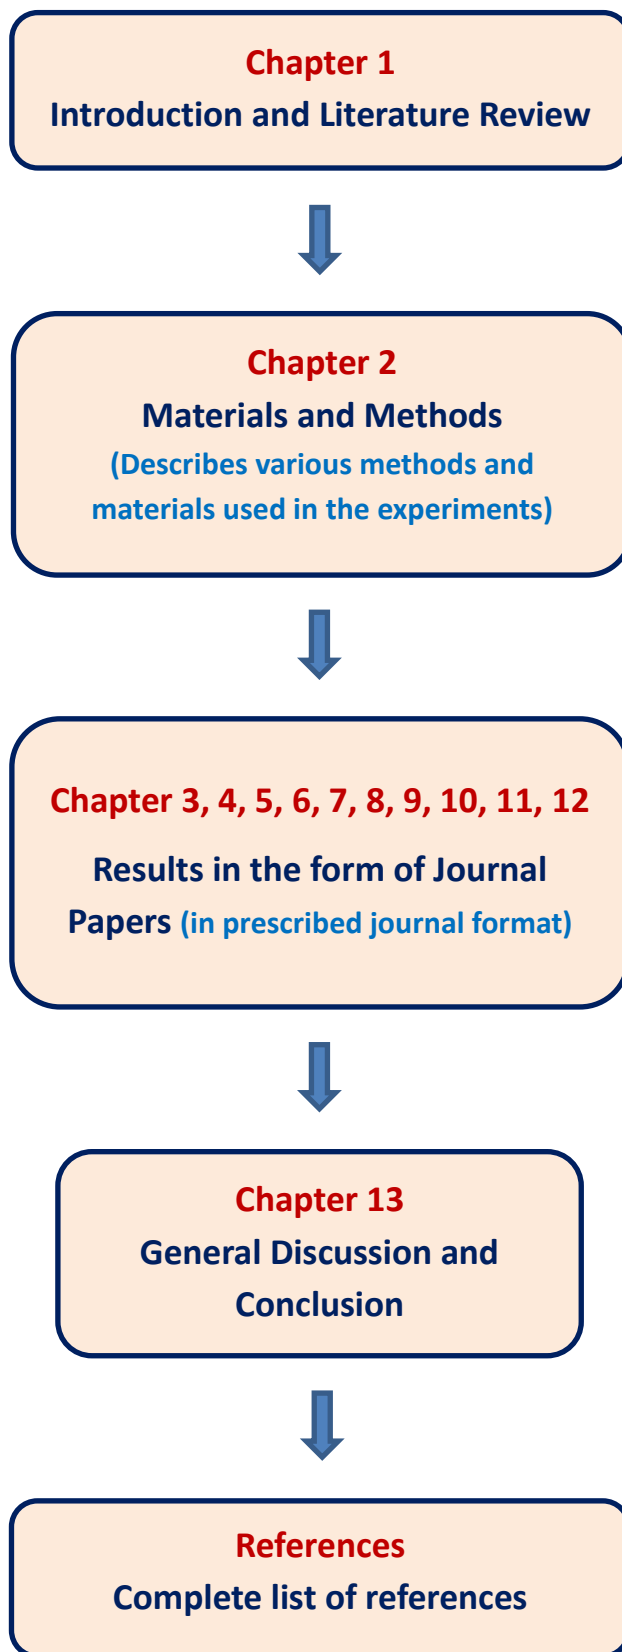 Chapter 1
Introduction and Literature Review
Chapter 2
Materials and Methods
(Describes various methods and
materials used in the experiments)
Chapter 3, 4, 5, 6, 7, 8, 9, 10, 11, 12
Results in the form of Journal
Papers (in prescribed journal format)
Chapter 13
General Discussion and
Conclusion
References
Complete list of references